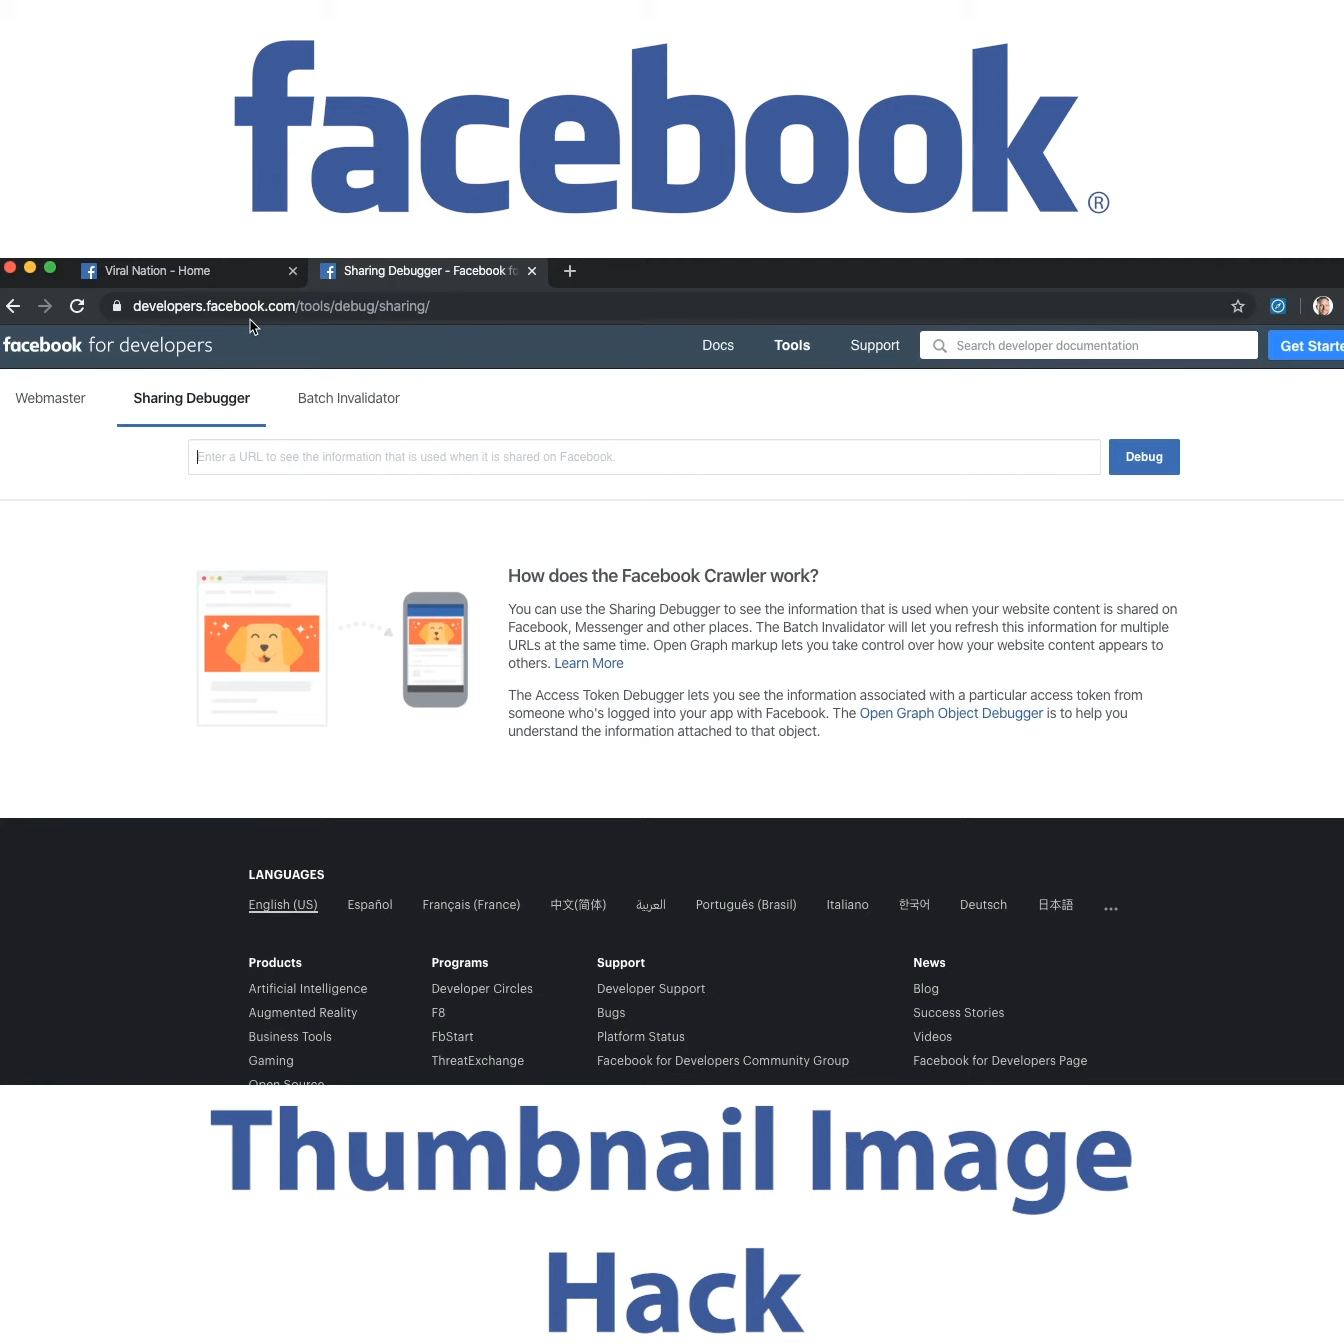 facebook®
Viral Nation - Home
Sharing Debugger - Facebook fo
developers.facebook.com/tools/debug/sharing/
facebook for developers
Docs
Tools
Support
Search developer documentation
Get Starte
Webmaster
Sharing Debugger
Batch Invalidator
Enter a URL to see the information that is used when it is shared on Facebook.
Debug
How does the Facebook Crawler work?
You can use the Sharing Debugger to see the information that is used when your website content is shared on
Facebook, Messenger and other places. The Batch Invalidator will let you refresh this information for multiple
URLs at the same time. Open Graph markup lets you take control over how your website content appears to
others. Learn More
The Access Token Debugger lets you see the information associated with a particular access token from
someone who's logged into your app with Facebook. The Open Graph Object Debugger is to help you
understand the information attached to that object.
LANGUAGES
English (US)
Español
Français (France)
中文(简体)
العربية
Português (Brasil)
Italiano
한국어
Deutsch
日本語
...
Products
Artificial Intelligence
Augmented Reality
Business Tools
Gaming
Open Source
Programs
Developer Circles
F8
FbStart
ThreatExchange
Support
Developer Support
Bugs
Platform Status
Facebook for Developers Community Group
News
Blog
Success Stories
Videos
Facebook for Developers Page
Thumbnail Image
Hack